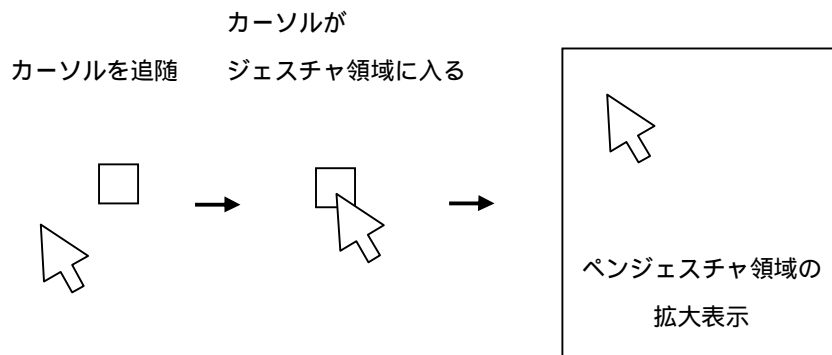 カーソルを追随
カーソルが
ジェスチャ領域に入る
ペンジェスチャ領域の
拡大表示